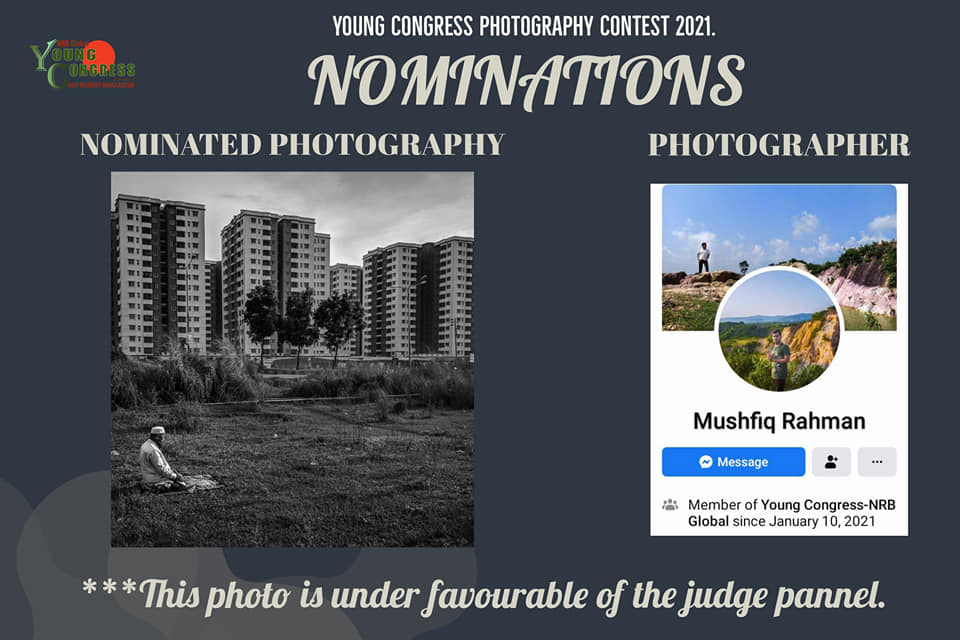 YOUNG CONGRESS PHOTOGRAPHY CONTEST 2021.
YOUNG
CONGRESS
NOMINATIONS
NOMINATED PHOTOGRAPHY
PHOTOGRAPHER
Mushfiq Rahman
Message
Member of Young Congress-NRB
Global since January 10, 2021
***This photo is under favourable of the judge pannel.